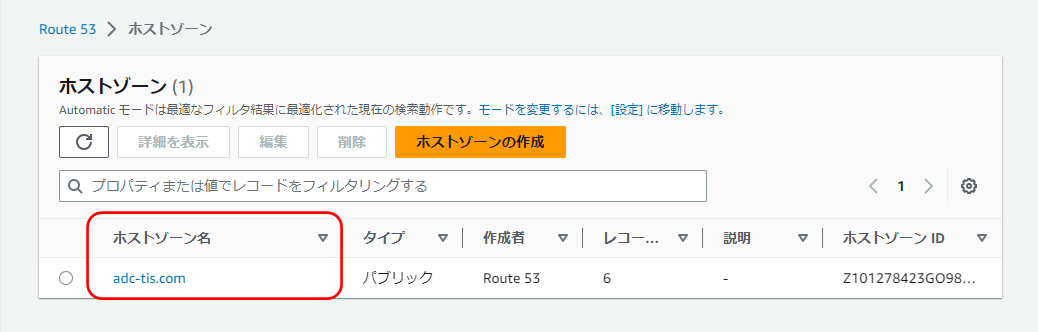 Route 53 > ホストゾーン
ホストゾーン (1)
Automatic モードは最適なフィルタ結果に最適化された現在の検索動作です。モードを変更するには、[設定] に移動します。
詳細を表示 編集 削除 ホストゾーンの作成
プロパティまたは値でレコードをフィルタリングする < 1 >
ホストゾーン名 タイプ 作成者 レコー... 説明 ホストゾーン ID
adc-tis.com パブリック Route 53 6 - Z101278423GO98...